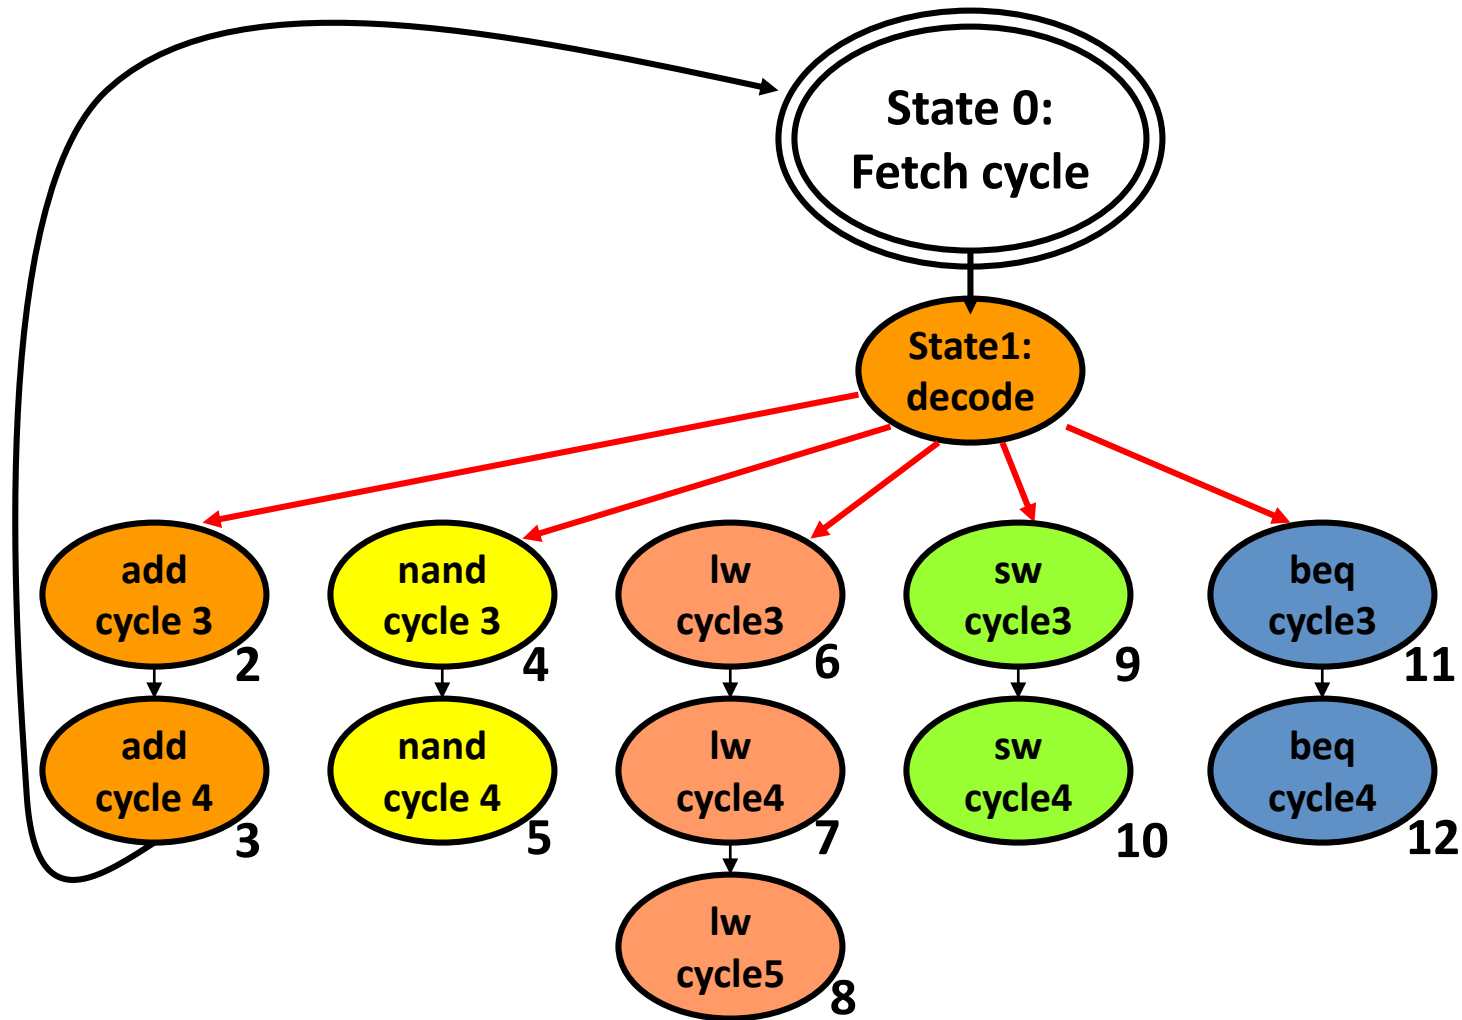 State 0:
Fetch cycle
State1:
decode
add
cycle 3
2
nand
cycle 3
4
lw
cycle3
6
sw
cycle3
9
beq
cycle3
11
add
cycle 4
3
nand
cycle 4
5
lw
cycle4
7
sw
cycle4
10
beq
cycle4
12
lw
cycle5
8